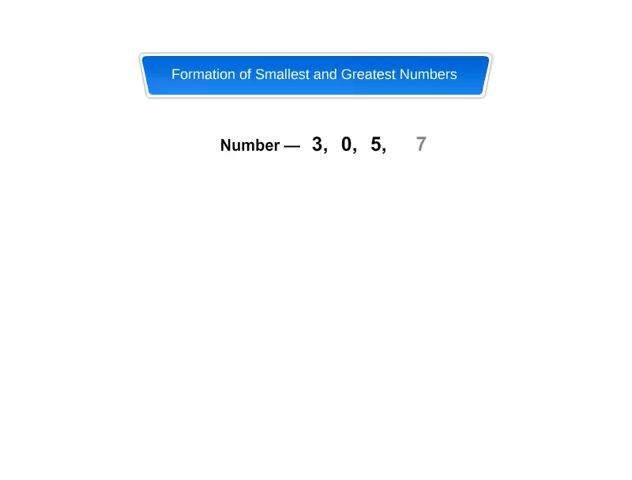 Formation of Smallest and Greatest Numbers
Number — 3, 0, 5, 7